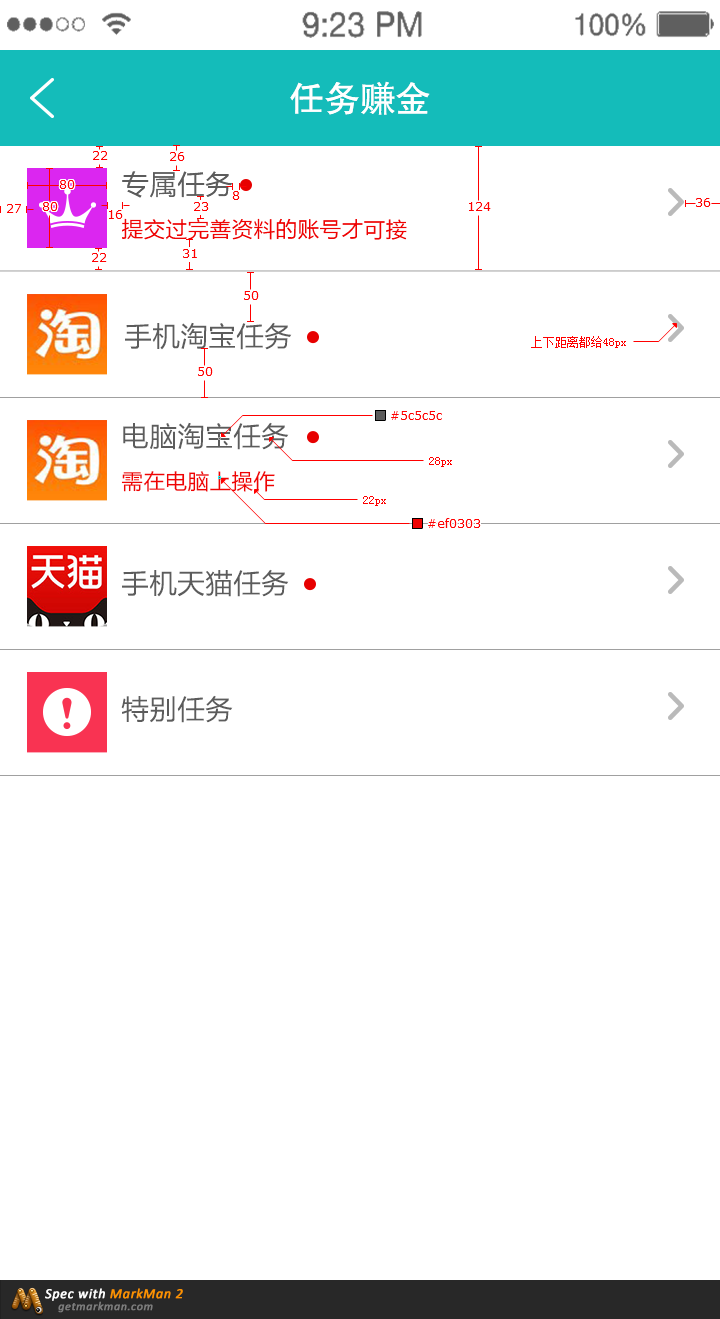 9:23 PM
100%
任务赚金
22
26
80
专属任务
8
124
27
80
16
23
36
提交过完善资料的账号才可接
22
31
50
淘
手机淘宝任务
上下距离都给48px
50
#5c5c5c
淘
电脑淘宝任务
28px
需在电脑上操作
22px
#ef0303
天猫
手机天猫任务
特别任务
Spec with MarkMan 2
getmarkman.com